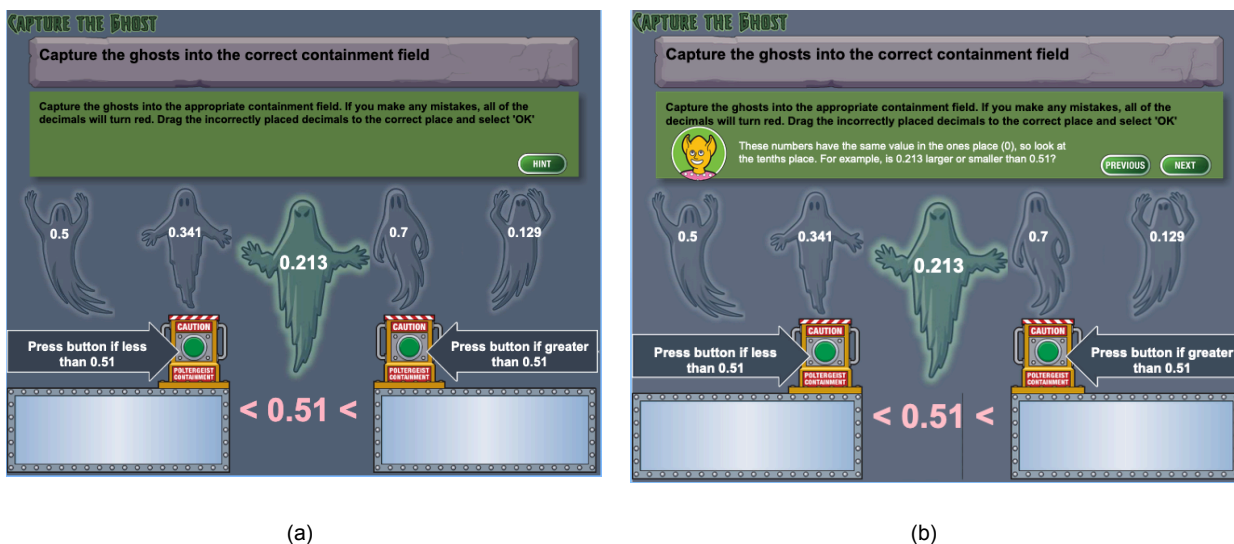 CAPTURE THE GHOST
Capture the ghosts into the correct containment field
Capture the ghosts into the appropriate containment field. If you make any mistakes, all of the
decimals will turn red. Drag the incorrectly placed decimals to the correct place and select 'OK'
HINT
0.5
0.341
0.213
0.7
0.129
Press button if less
than 0.51
CAUTION
POLTERGEIST
CONTAINMENT
CAUTION
POLTERGEIST
CONTAINMENT
Press button if greater
than 0.51
< 0.51 <
(a)
CAPTURE THE GHOST
Capture the ghosts into the correct containment field
Capture the ghosts into the appropriate containment field. If you make any mistakes, all of the
decimals will turn red. Drag the incorrectly placed decimals to the correct place and select 'OK'
These numbers have the same value in the ones place (0), so look at
the tenths place. For example, is 0.213 larger or smaller than 0.51?
PREVIOUS
NEXT
0.5
0.341
0.213
0.7
0.129
Press button if less
than 0.51
CAUTION
POLTERGEIST
CONTAINMENT
CAUTION
POLTERGEIST
CONTAINMENT
Press button if greater
than 0.51
< 0.51 <
(b)